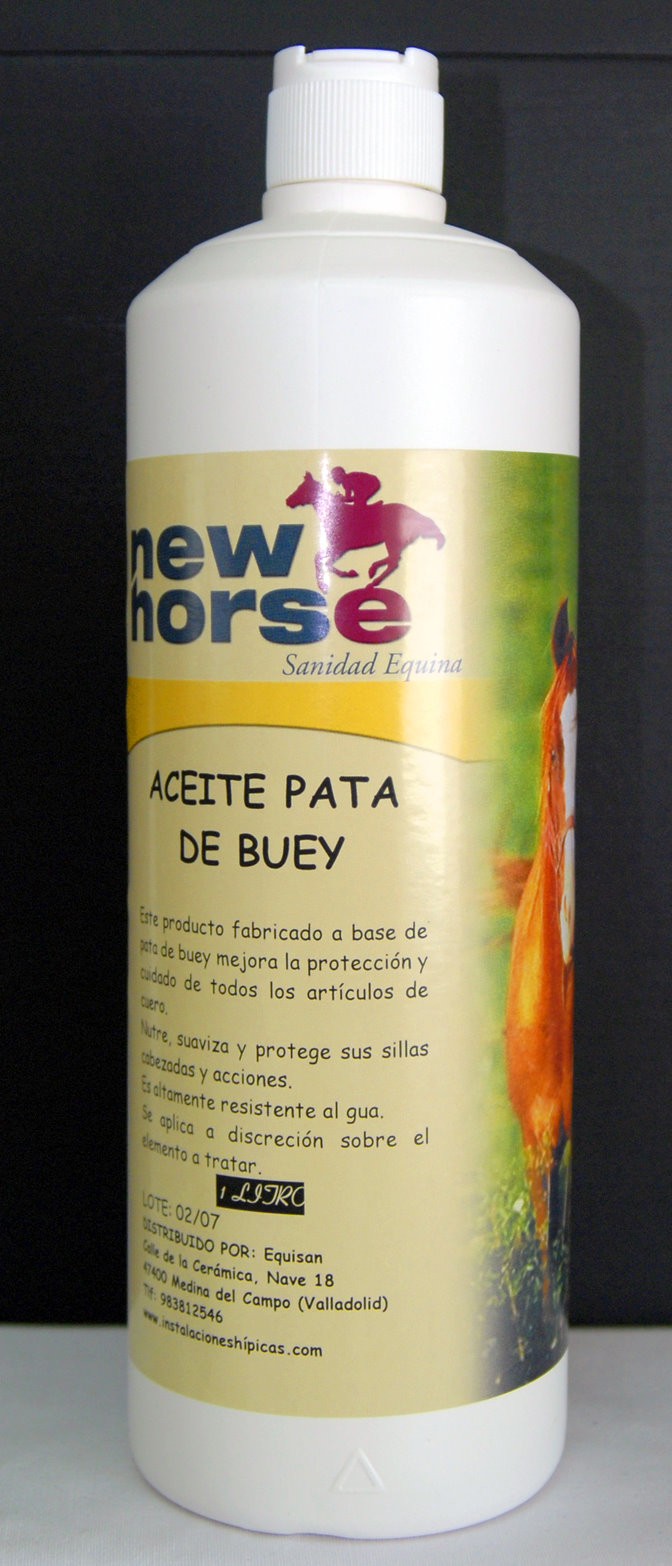 new
horse
Sanidad Equina
ACEITE PATA
DE BUEY
Este producto fabricado a base de
pata de buey mejora la protección y
cuidado de todos los artículos de
cuero.
Nutre, suaviza y protege sus sillas
cabezadas y acciones.
Es altamente resistente al gua.
Se aplica a discreción sobre el
elemento a tratar.
1 LITRO
LOTE: 02/07
DISTRIBUIDO POR: Equisan
Calle de la Cerámica, Nave 18
47400 Medina del Campo (Valladolid)
Tlf: 983812546
www.instalacioneshípicas.com